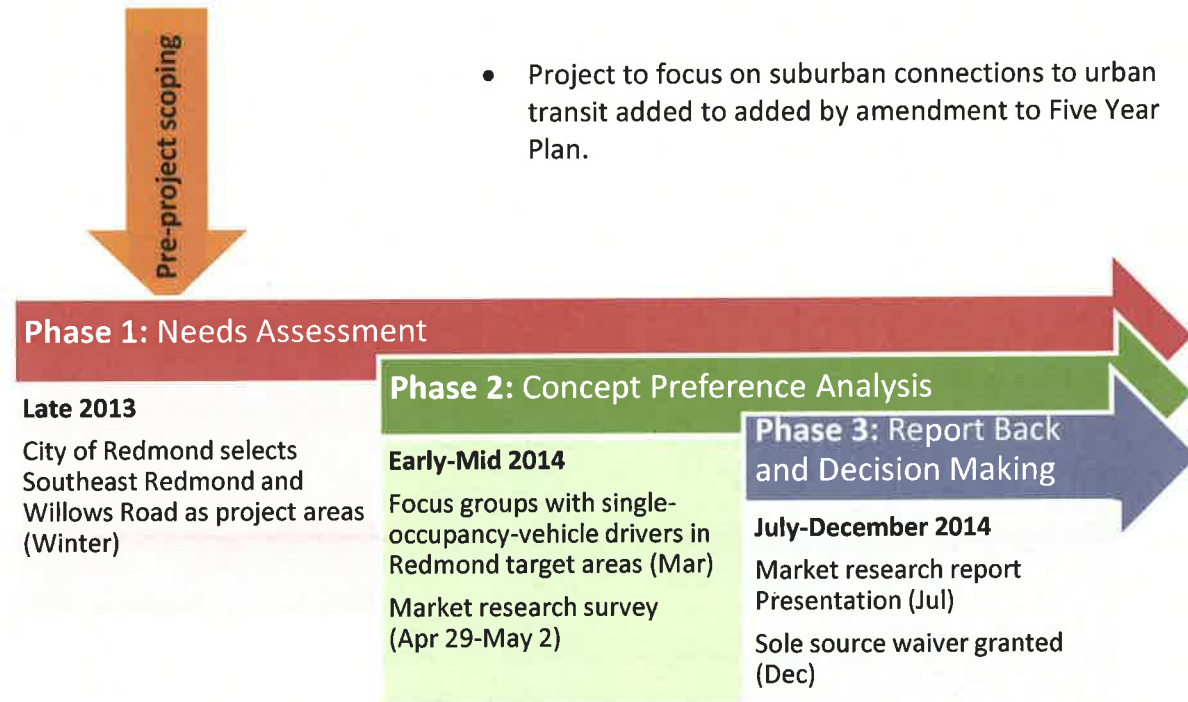 Pre-project scoping
• Project to focus on suburban connections to urban
transit added to added by amendment to Five Year
Plan.
Phase 1: Needs Assessment
Late 2013
City of Redmond selects
Southeast Redmond and
Willows Road as project areas
(Winter)
Phase 2: Concept Preference Analysis
Early-Mid 2014
Focus groups with single-
occupancy-vehicle drivers in
Redmond target areas (Mar)
Market research survey
(Apr 29-May 2)
Phase 3: Report Back
and Decision Making
July-December 2014
Market research report
Presentation (Jul)
Sole source waiver granted
(Dec)